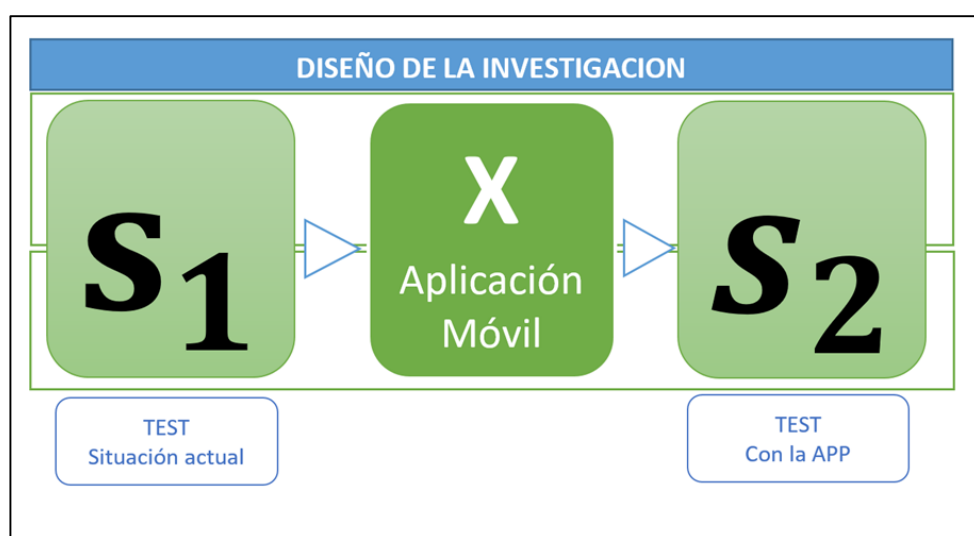 DISEÑO DE LA INVESTIGACION
S1
X
Aplicación
Móvil
s2
TEST
Situación actual
TEST
Con la APP